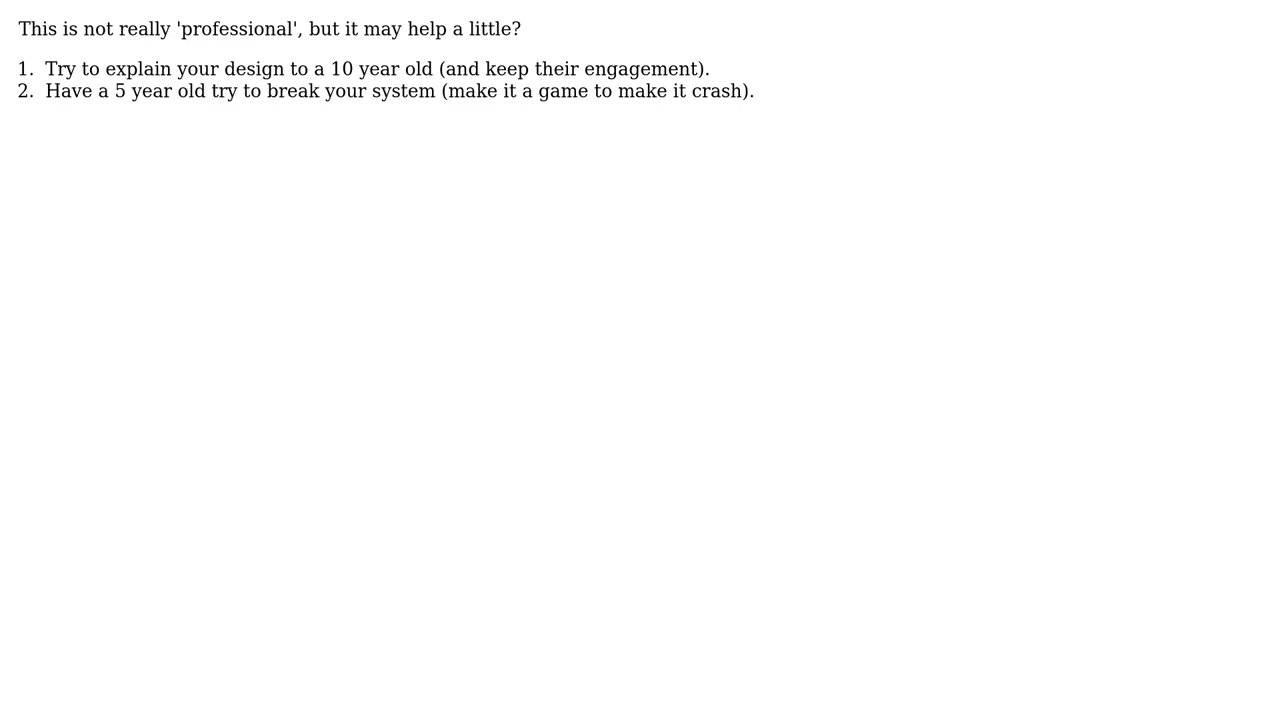 This is not really 'professional', but it may help a little?
1. Try to explain your design to a 10 year old (and keep their engagement).
2. Have a 5 year old try to break your system (make it a game to make it crash).